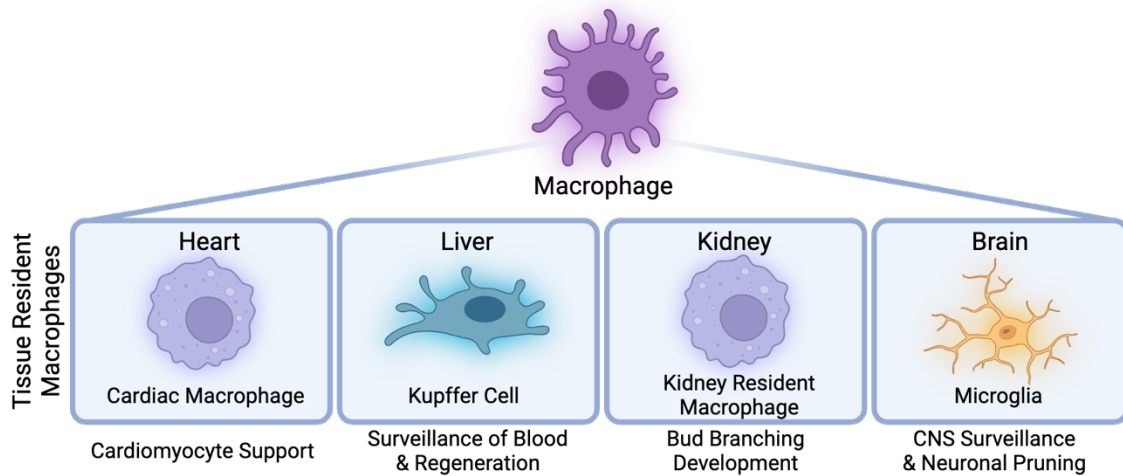 Macrophage
Tissue Resident
Macrophages
Heart
Cardiac Macrophage
Cardiomyocyte Support
Liver
Kupffer Cell
Surveillance of Blood
& Regeneration
Kidney
Kidney Resident
Macrophage
Bud Branching
Development
Brain
Microglia
CNS Surveillance
& Neuronal Pruning